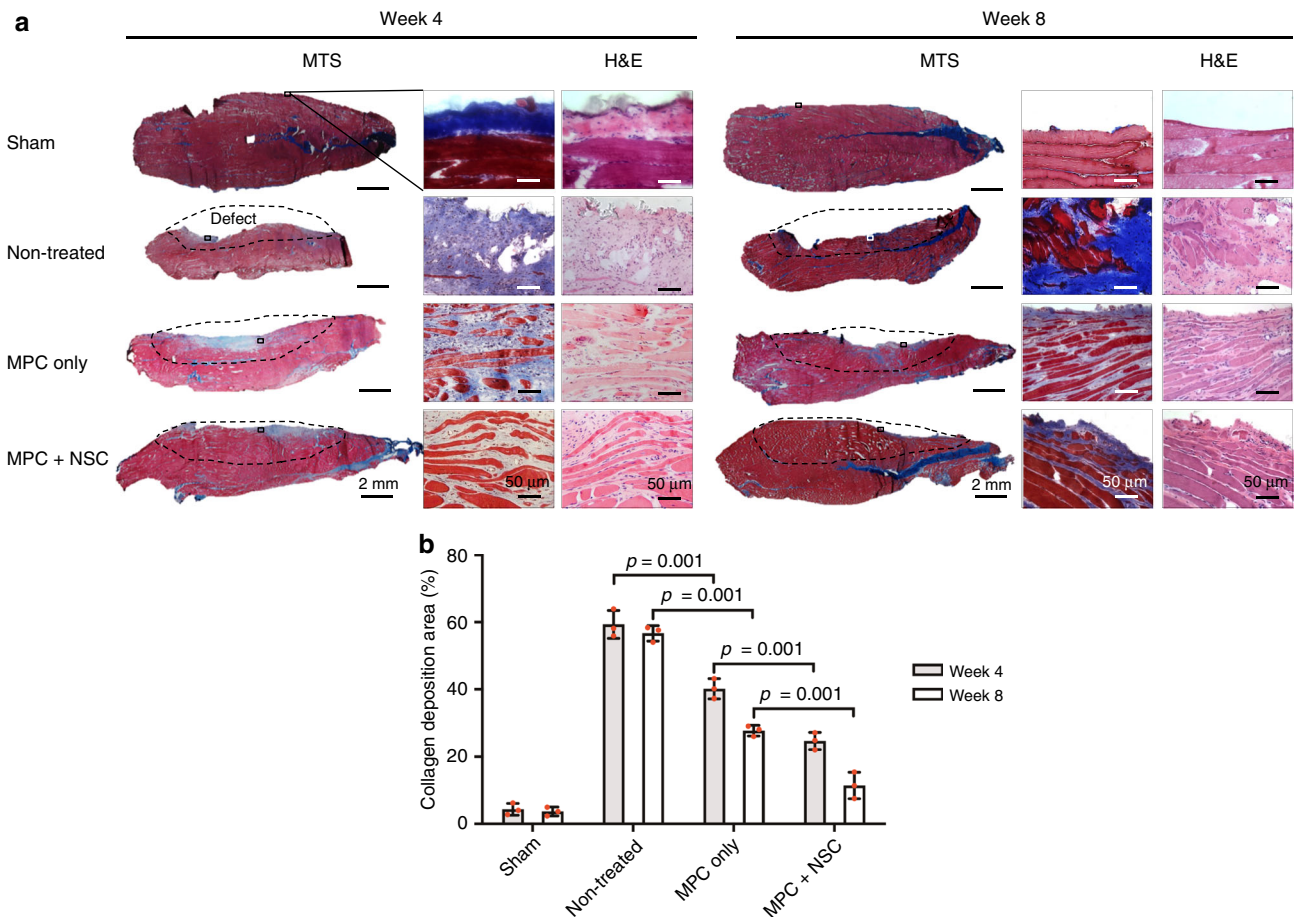 a
Week 4
Week 8
MTS
H&E
MTS
H&E
Sham
Non-treated
Defect
MPC only
MPC + NSC
2 mm
50 μm
50 μm
2 mm
50 μm
50 μm
b
Collagen deposition area (%)
80
60
40
20
0
p = 0.001
p = 0.001
p = 0.001
p = 0.001
Week 4
Week 8
Sham
Non-treated
MPC only
MPC + NSC